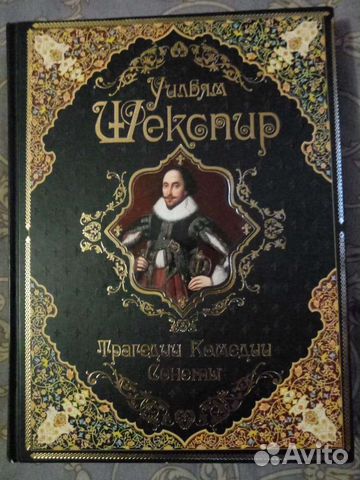 Уильям
Шекспир
Трагедии Комедии
Сонеты
Avito